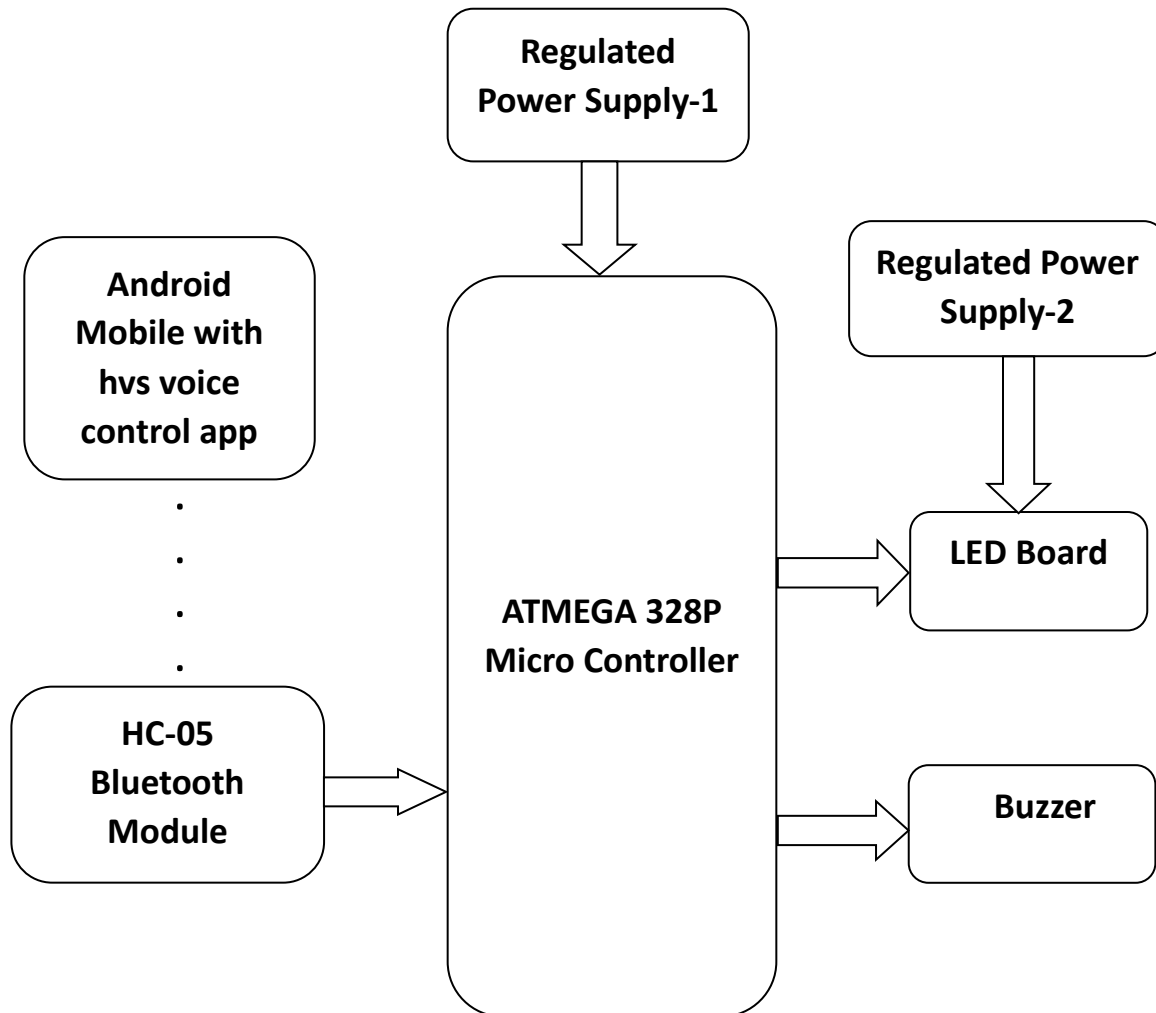 Regulated
Power Supply-1
Regulated Power
Supply-2
Android
Mobile with
hvs voice
control app
LED Board
ATMEGA 328P
Micro Controller
HC-05
Bluetooth
Module
Buzzer